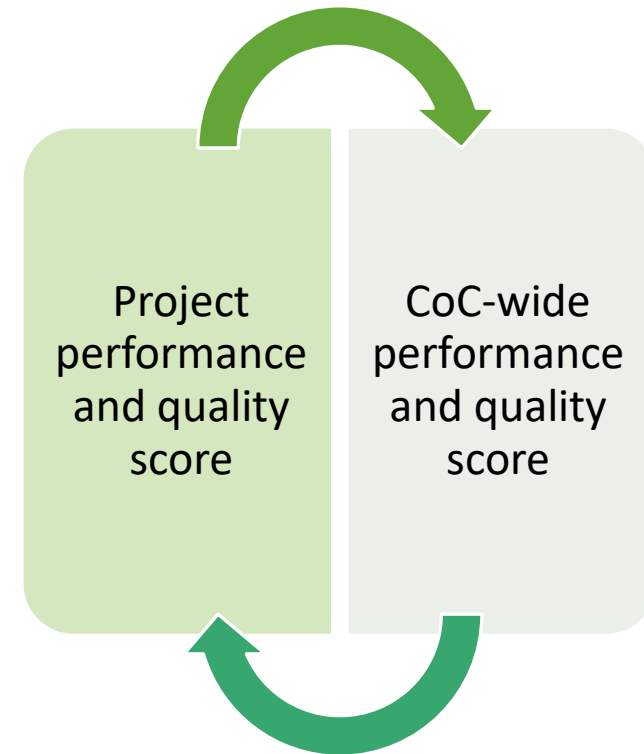 Project
performance
and quality
score
CoC-wide
performance
and quality
score